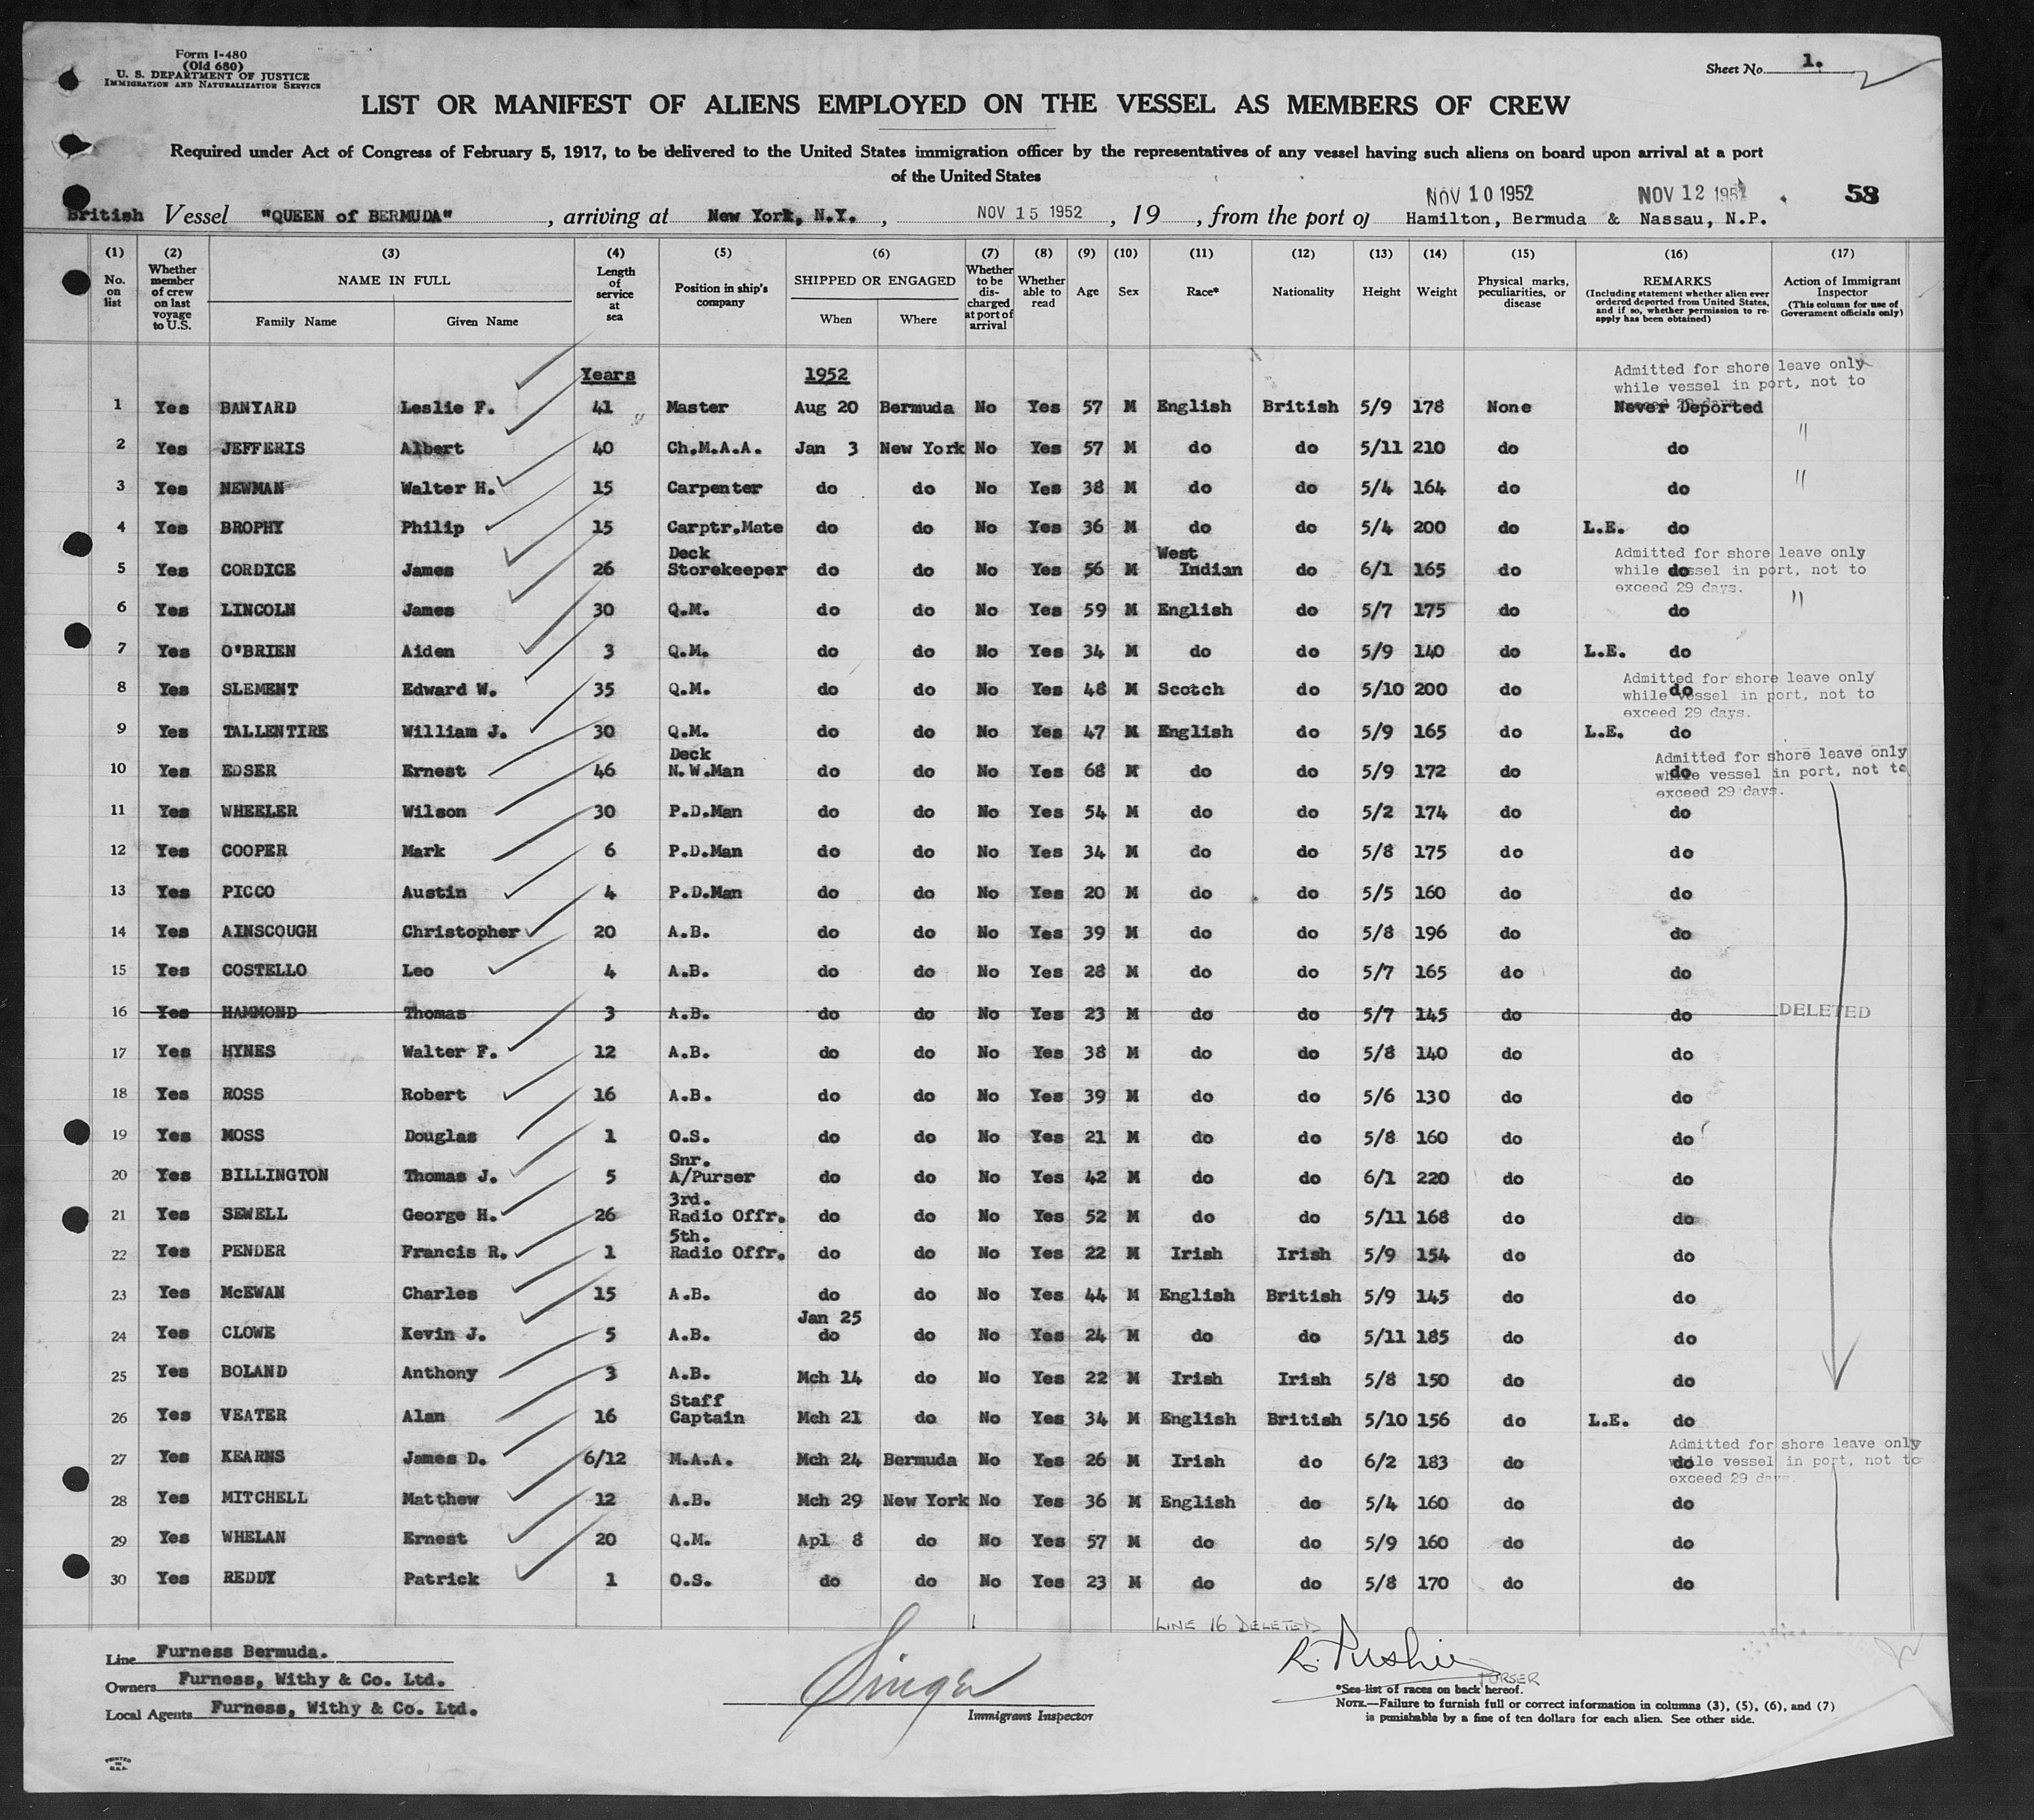 Form I-480
(Old 680)
U. S. DEPARTMENT OF JUSTICE
IMMIGRATION AND NATURALIZATION SERVICE
Sheet No. 1.
LIST OR MANIFEST OF ALIENS EMPLOYED ON THE VESSEL AS MEMBERS OF CREW
Required under Act of Congress of February 5, 1917, to be delivered to the United States immigration officer by the representatives of any vessel having such aliens on board upon arrival at a port
of the United States
NOV 10 1952 NOV 12 1952 58
British Vessel "QUEEN of BERMUDA", arriving at New York, N.Y., NOV 15 1952, 19 , from the port of Hamilton, Bermuda & Nassau, N.P.
(1) No. on list
(2) Whether member of crew on last voyage to U.S.
(3) NAME IN FULL Family Name Given Name
(4) Length of service at sea
(5) Position in ship's company
(6) SHIPPED OR ENGAGED When Where
(7) Whether to be discharged at port of arrival
(8) Whether able to read
(9) Age
(10) Sex
(11) Race*
(12) Nationality
(13) Height
(14) Weight
(15) Physical marks, peculiarities, or disease
(16) REMARKS (Including statement whether alien ever ordered deported from United States, and if so, whether permission to re-apply has been obtained)
(17) Action of Immigrant Inspector (This column for use of Government officials only)
Years 1952
Admitted for shore leave only
while vessel in port, not to
1 Yes BANYARD Leslie F. 41 Master Aug 20 Bermuda No Yes 57 M English British 5/9 178 None Never Deported
2 Yes JEFFERIS Albert 40 Ch.M.A.A. Jan 3 New York No Yes 57 M do do 5/11 210 do do "
3 Yes NEWMAN Walter H. 15 Carpenter do do No Yes 38 M do do 5/4 164 do do "
4 Yes BROPHY Philip 15 Carptr.Mate do do No Yes 36 M do do 5/4 200 do L.E. do
5 Yes CORDICE James 26 Deck Storekeeper do do No Yes 56 M West Indian do 6/1 165 do do
Admitted for shore leave only
while vessel in port, not to
exceed 29 days.
6 Yes LINCOLN James 30 Q.M. do do No Yes 59 M English do 5/7 175 do do "
7 Yes O'BRIEN Aiden 3 Q.M. do do No Yes 34 M do do 5/9 140 do L.E. do
8 Yes SLEMENT Edward W. 35 Q.M. do do No Yes 48 M Scotch do 5/10 200 do do
Admitted for shore leave only
while vessel in port, not to
exceed 29 days.
9 Yes TALLENTIRE William J. 30 Q.M. do do No Yes 47 M English do 5/9 165 do L.E. do
10 Yes EDSER Ernest 46 Deck N.W.Man do do No Yes 68 M do do 5/9 172 do do
Admitted for shore leave only
while vessel in port, not to
exceed 29 days.
11 Yes WHEELER Wilson 30 P.D.Man do do No Yes 54 M do do 5/2 174 do do
12 Yes COOPER Mark 6 P.D.Man do do No Yes 34 M do do 5/8 175 do do
13 Yes PICCO Austin 4 P.D.Man do do No Yes 20 M do do 5/5 160 do do
14 Yes AINSCOUGH Christopher 20 A.B. do do No Yes 39 M do do 5/8 196 do do
15 Yes COSTELLO Leo 4 A.B. do do No Yes 28 M do do 5/7 165 do do
16 Yes HAMMOND Thomas 3 A.B. do do No Yes 23 M do do 5/7 145 do do DELETED
17 Yes HYNES Walter F. 12 A.B. do do No Yes 38 M do do 5/8 140 do do
18 Yes ROSS Robert 16 A.B. do do No Yes 39 M do do 5/6 130 do do
19 Yes MOSS Douglas 1 O.S. do do No Yes 21 M do do 5/8 160 do do
20 Yes BILLINGTON Thomas J. 5 Snr. A/Purser do do No Yes 42 M do do 6/1 220 do do
21 Yes SEWELL George H. 26 3rd. Radio Offr. do do No Yes 52 M do do 5/11 168 do do
22 Yes PENDER Francis R. 1 5th. Radio Offr. do do No Yes 22 M Irish Irish 5/9 154 do do
23 Yes McEWAN Charles 15 A.B. do do No Yes 44 M English British 5/9 145 do do
24 Yes CLOWE Kevin J. 5 A.B. Jan 25 do do No Yes 24 M do do 5/11 185 do do
25 Yes BOLAND Anthony 3 A.B. Mch 14 do No Yes 22 M Irish Irish 5/8 150 do do
26 Yes VEATER Alan 16 Staff Captain Mch 21 do No Yes 34 M English British 5/10 156 do L.E. do
27 Yes KEARNS James D. 6/12 M.A.A. Mch 24 Bermuda No Yes 26 M Irish do 6/2 183 do do
Admitted for shore leave only
while vessel in port, not to
exceed 29 days.
28 Yes MITCHELL Matthew 12 A.B. Mch 29 New York No Yes 36 M English do 5/4 160 do do
29 Yes WHELAN Ernest 20 Q.M. Apl 8 do No Yes 57 M do do 5/9 160 do do
30 Yes REDDY Patrick 1 O.S. do do No Yes 23 M do do 5/8 170 do do
LINE 16 DELETED
Line Furness Bermuda.
Owners Furness, Withy & Co. Ltd.
Local Agents Furness, Withy & Co. Ltd.
Singer
Immigrant Inspector
PURSER
*See list of races on back hereof.
NOTE.—Failure to furnish full or correct information in columns (3), (5), (6), and (7)
is punishable by a fine of ten dollars for each alien. See other side.
PRINTED
IN
U.S.A.